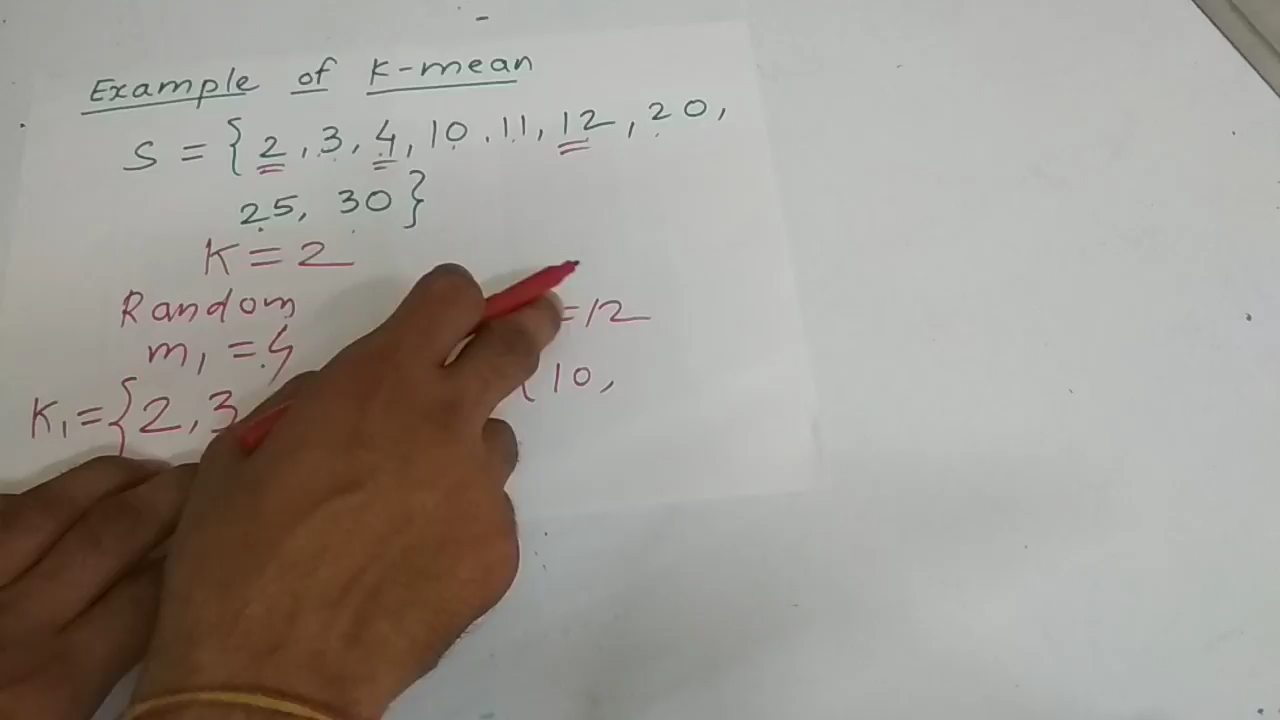 Example of K-mean
S = { 2, 3, 4, 10, 11, 12, 20,
25, 30 }
K = 2
Random
m₁ = 4 = 12
K₁ = { 2, 3 { 10,